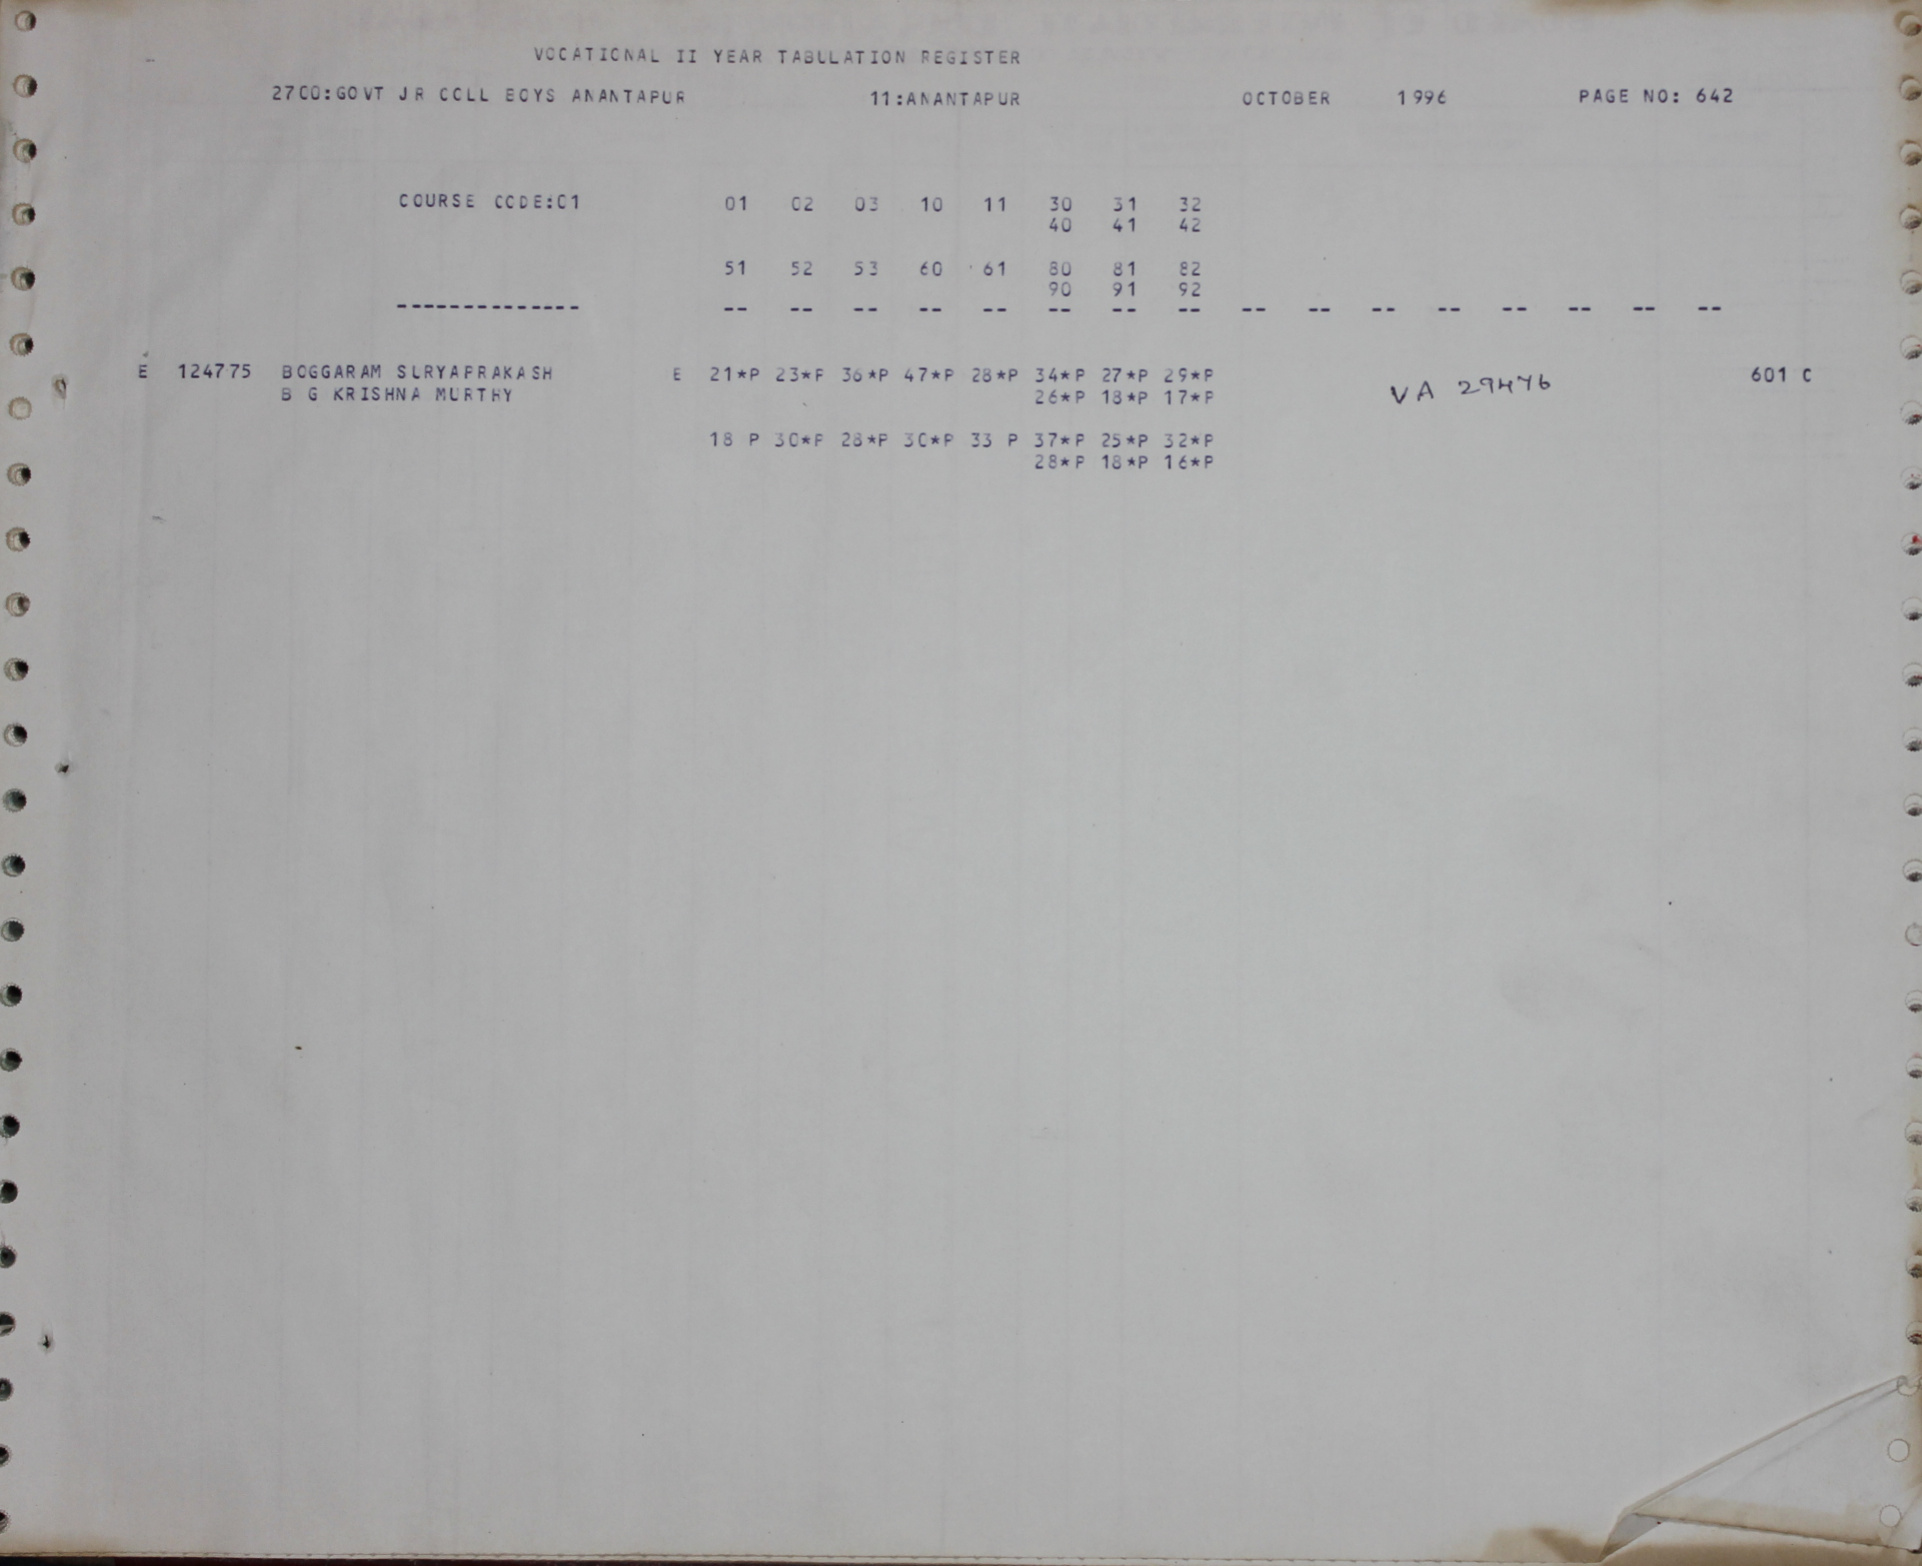 VOCATIONAL II YEAR TABULATION REGISTER
2700:GOVT JR COLL BOYS ANANTAPUR 11:ANANTAPUR OCTOBER 1996 PAGE NO: 642
COURSE CODE:01 01 02 03 10 11 30 31 32
40 41 42
51 52 53 60 61 80 81 82
90 91 92
-------------- -- -- -- -- -- -- -- -- -- -- -- -- -- -- -- --
E 124775 BOGGARAM SURYAPRAKASH E 21*P 23*P 36*P 47*P 28*P 34*P 27*P 29*P VA 29476 601 C
B G KRISHNA MURTHY 26*P 18*P 17*P
18 P 30*P 28*P 30*P 33 P 37*P 25*P 32*P
28*P 18*P 16*P